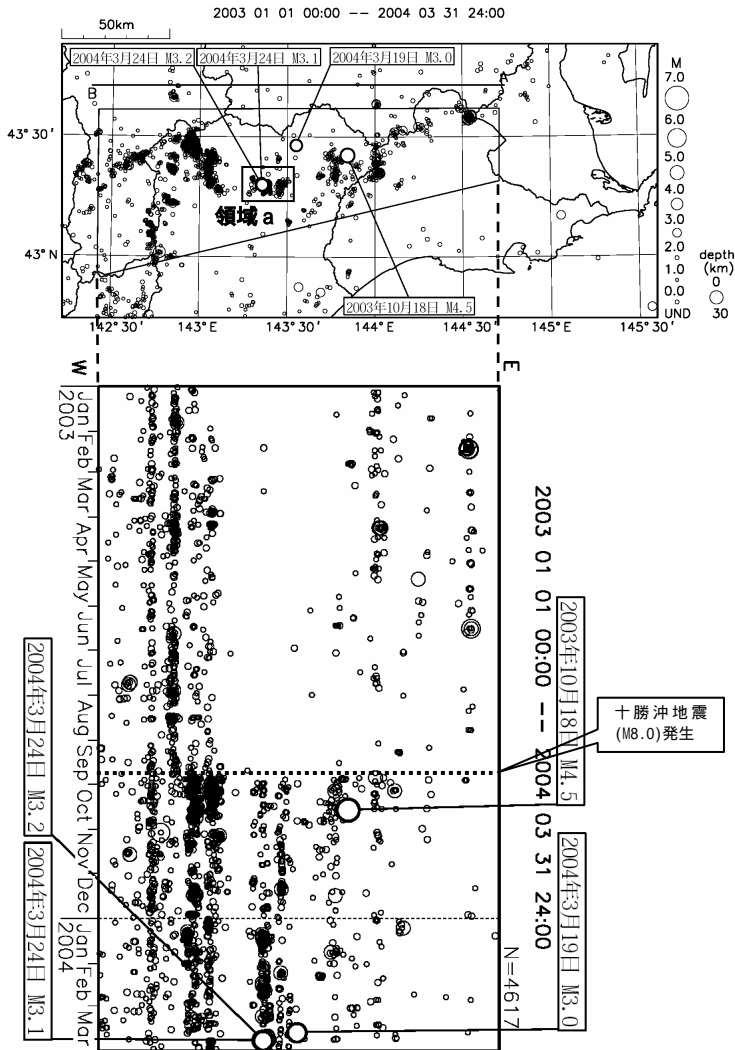 2003 01 01 00:00 -- 2004 03 31 24:00
50km
2004年3月24日 M3.2
2004年3月24日 M3.1
2004年3月19日 M3.0
B
A
43°30'
43°N
領域a
2003年10月18日 M4.5
142°30'
143°E
143°30'
144°E
144°30'
145°E
145°30'
M
7.0
6.0
5.0
4.0
3.0
2.0
1.0
0.0
UND
depth
(km)
0
30
W
E
Jan Feb Mar Apr May Jun Jul Aug Sep Oct Nov Dec Jan Feb Mar
2003
2004
2003 01 01 00:00 -- 2004 03 31 24:00
N=4617
2003年10月18日 M4.5
十勝沖地震
(M8.0)発生
2004年3月24日 M3.2
2004年3月24日 M3.1
2004年3月19日 M3.0